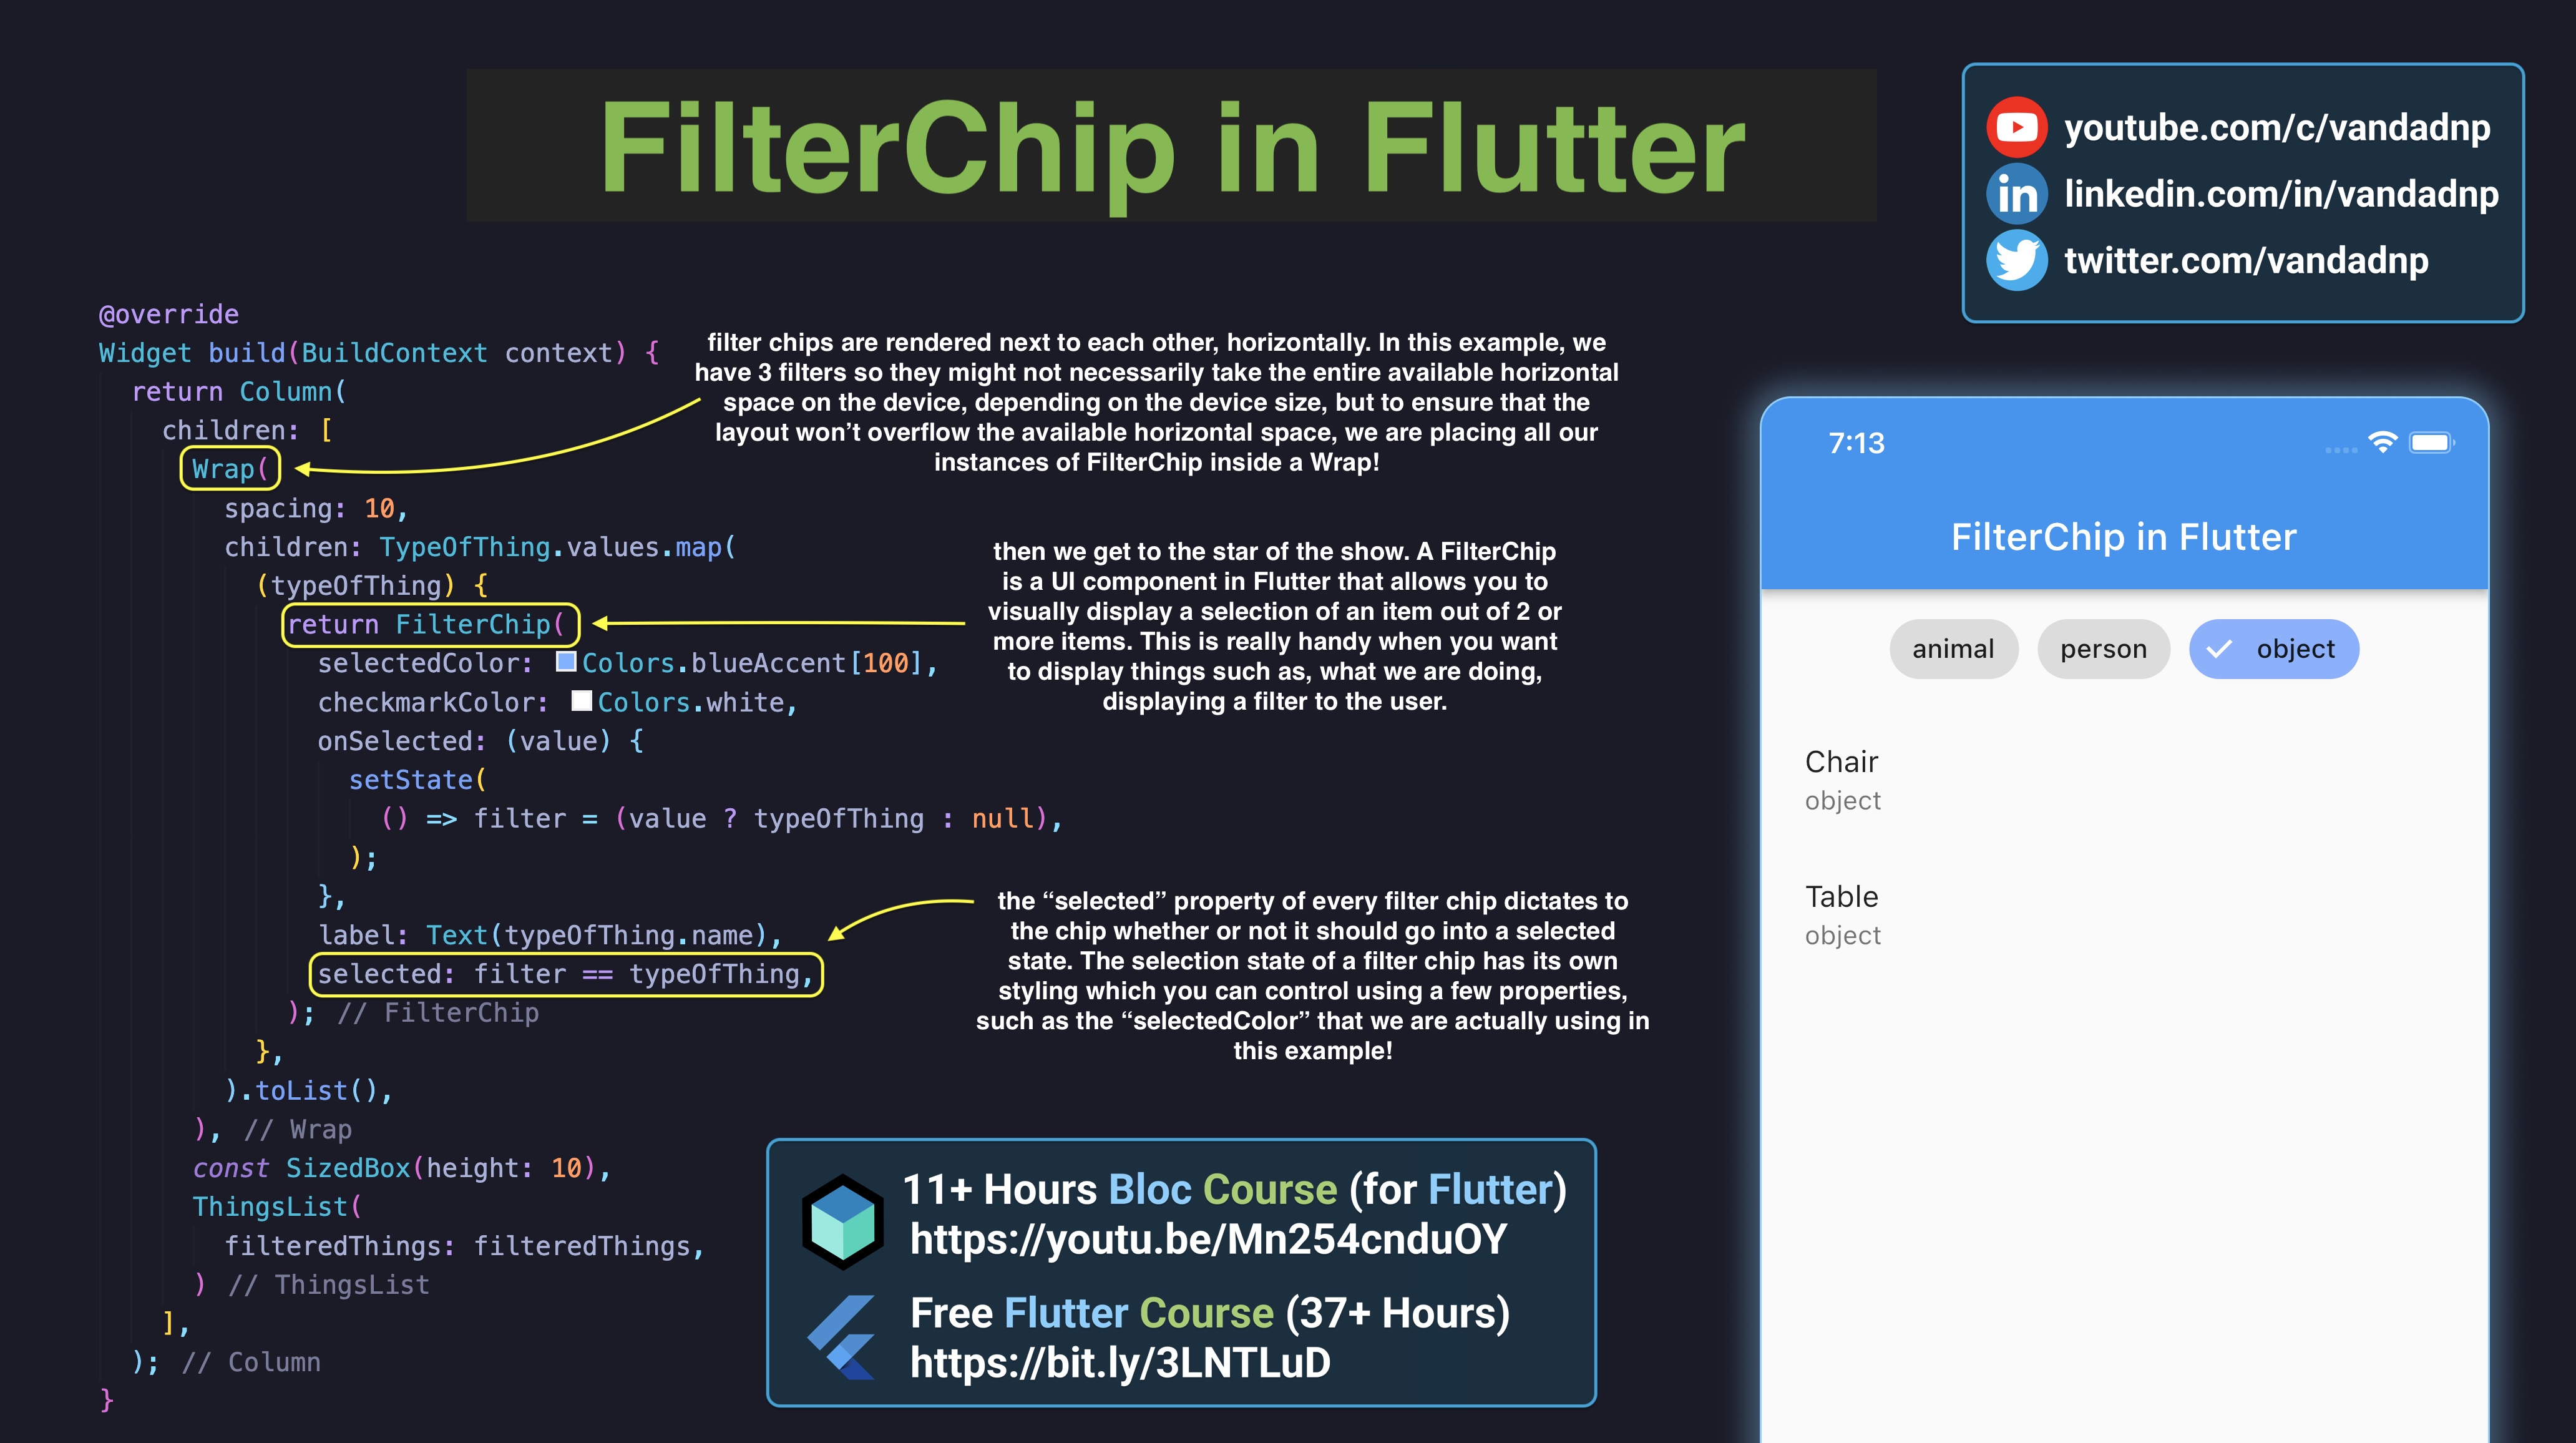 FilterChip in Flutter
youtube.com/c/vandadnp
linkedin.com/in/vandadnp
twitter.com/vandadnp
@override
Widget build(BuildContext context) {
return Column(
children: [
Wrap(
spacing: 10,
children: TypeOfThing.values.map(
(typeOfThing) {
return FilterChip(
selectedColor: Colors.blueAccent[100],
checkmarkColor: Colors.white,
onSelected: (value) {
setState(
() => filter = (value ? typeOfThing : null),
);
},
label: Text(typeOfThing.name),
selected: filter == typeOfThing,
); // FilterChip
},
).toList(),
), // Wrap
const SizedBox(height: 10),
ThingsList(
filteredThings: filteredThings,
) // ThingsList
],
); // Column
}
filter chips are rendered next to each other, horizontally. In this example, we
have 3 filters so they might not necessarily take the entire available horizontal
space on the device, depending on the device size, but to ensure that the
layout won’t overflow the available horizontal space, we are placing all our
instances of FilterChip inside a Wrap!
then we get to the star of the show. A FilterChip
is a UI component in Flutter that allows you to
visually display a selection of an item out of 2 or
more items. This is really handy when you want
to display things such as, what we are doing,
displaying a filter to the user.
the “selected” property of every filter chip dictates to
the chip whether or not it should go into a selected
state. The selection state of a filter chip has its own
styling which you can control using a few properties,
such as the “selectedColor” that we are actually using in
this example!
11+ Hours Bloc Course (for Flutter)
https://youtu.be/Mn254cnduOY
Free Flutter Course (37+ Hours)
https://bit.ly/3LNTLuD
7:13
FilterChip in Flutter
animal person object
Chair
object
Table
object